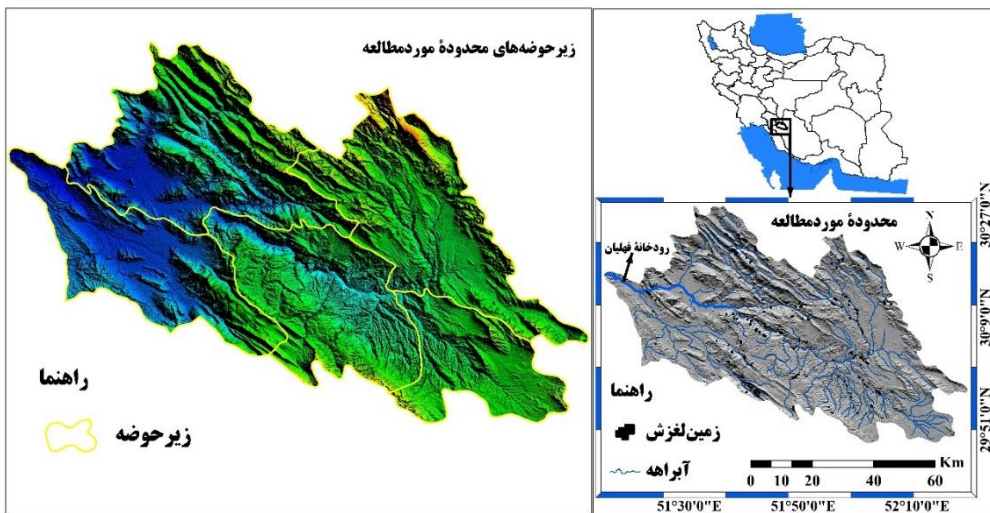 زیرحوضه‌های محدودۀ موردمطالعه
راهنما
زیرحوضه
محدودۀ موردمطالعه
رودخانۀ فهلیان
N
W E
S
30°27'0"N
30°9'0"N
29°51'0"N
راهنما
زمین‌لغزش
آبراهه
Km
0 10 20 40 60
51°30'0"E 51°50'0"E 52°10'0"E